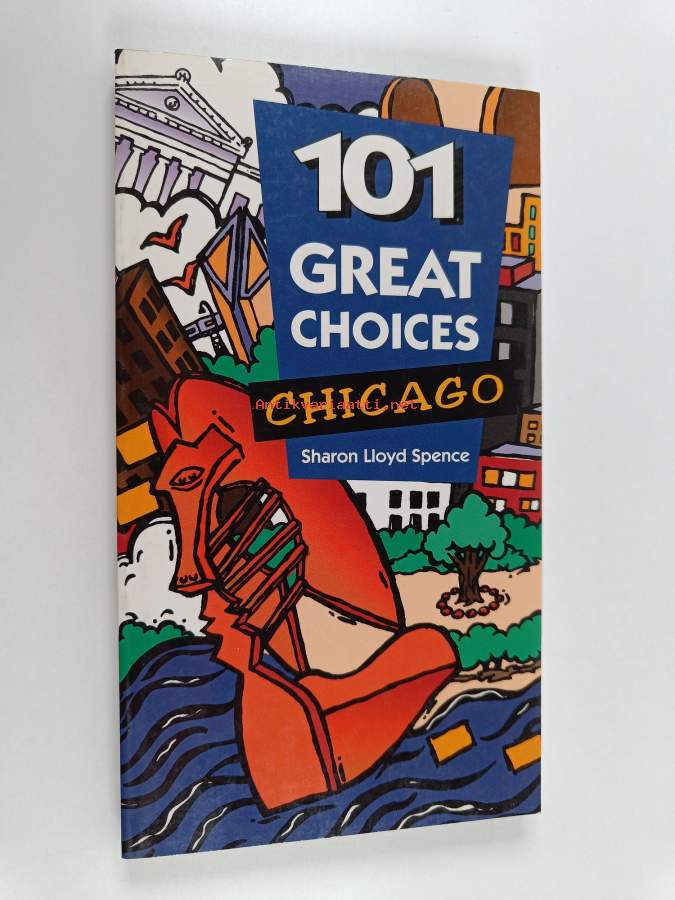 101
GREAT
CHOICES
CHICAGO
Antikvariaatti.net
Sharon Lloyd Spence